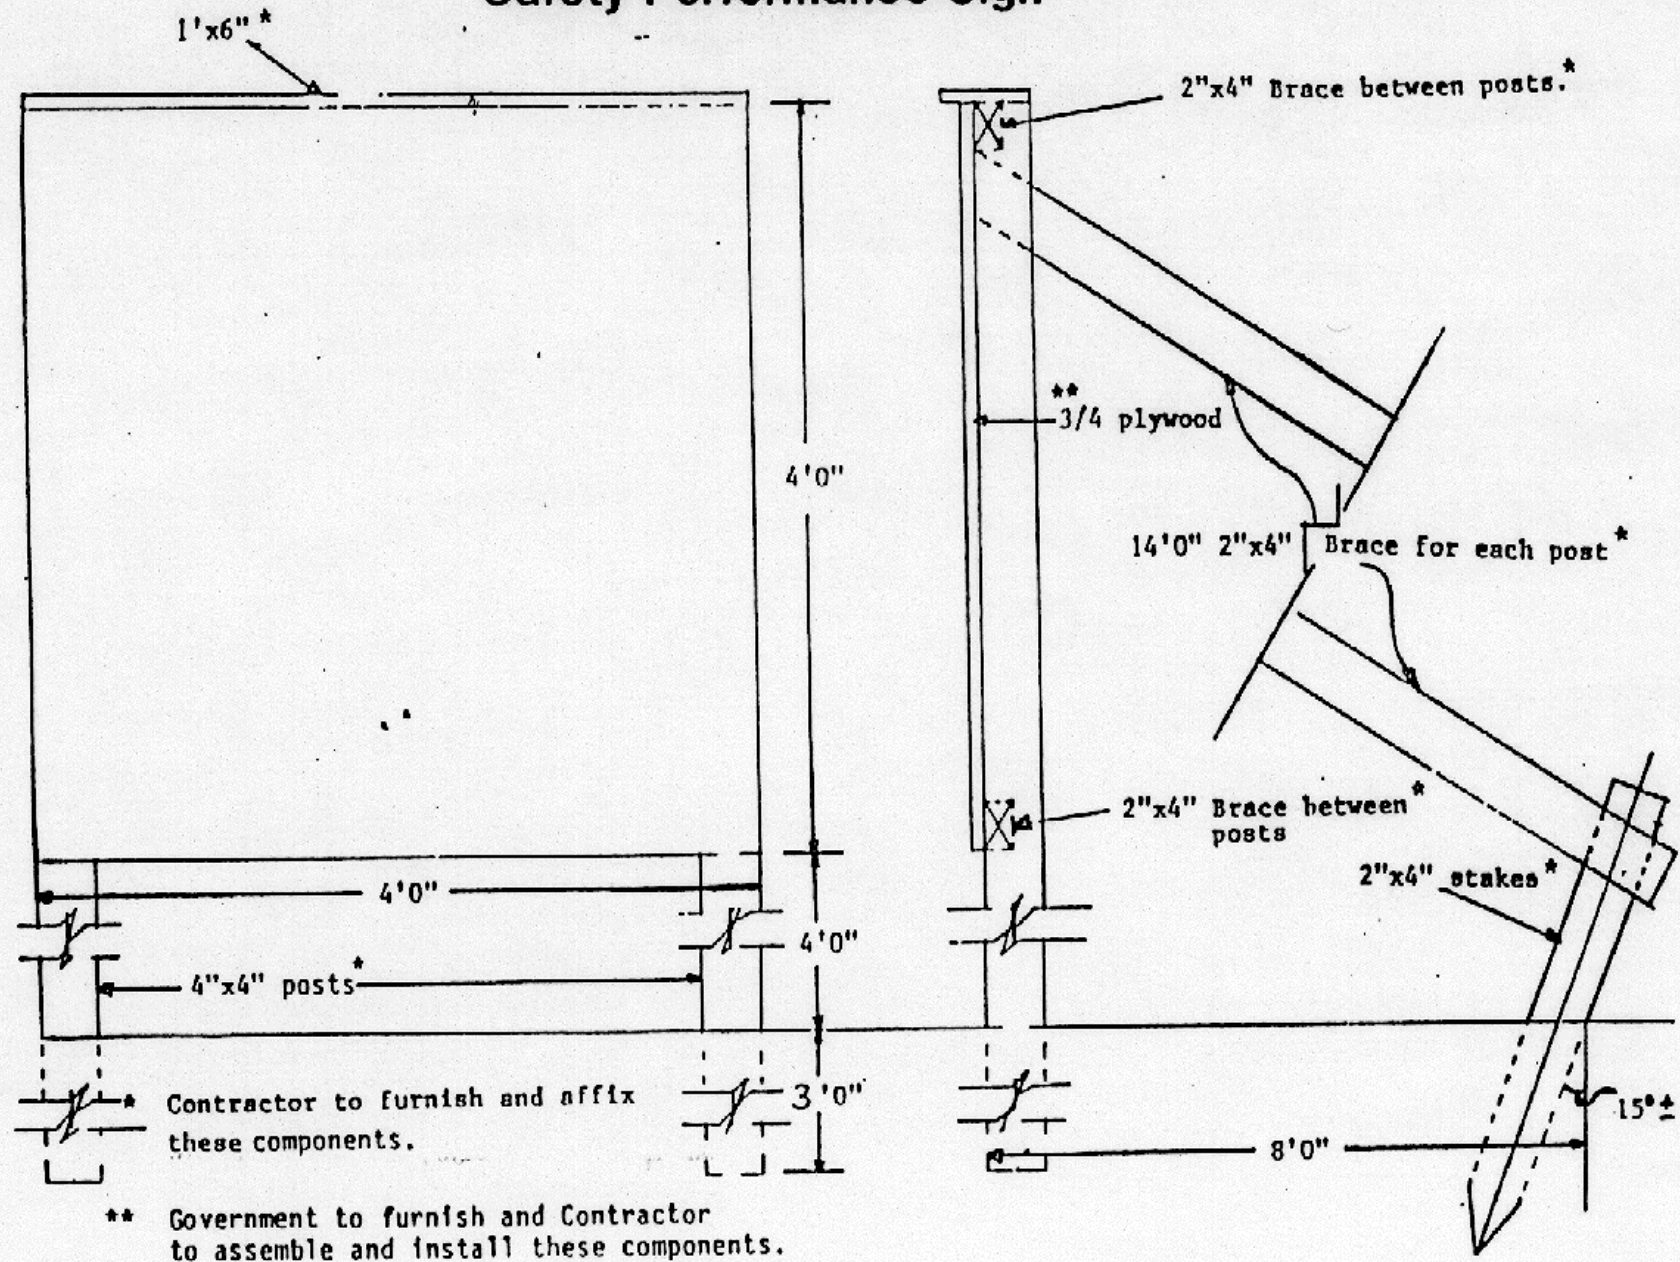 Safety Performance Sign
1'x6" *
2"x4" Brace between posts.*
4'0"
**
3/4 plywood
14'0" 2"x4" Brace for each post*
2"x4" Brace between*
posts
4'0"
2"x4" stakes*
4'0"
4"x4" posts*
3'0"
* Contractor to furnish and affix
these components.
15°±
8'0"
** Government to furnish and Contractor
to assemble and install these components.